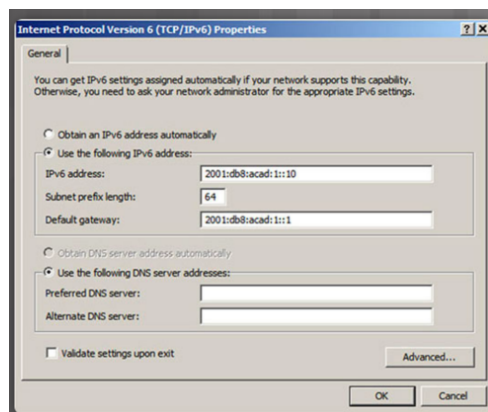 Internet Protocol Version 6 (TCP/IPv6) Properties
General
You can get IPv6 settings assigned automatically if your network supports this capability.
Otherwise, you need to ask your network administrator for the appropriate IPv6 settings.
Obtain an IPv6 address automatically
Use the following IPv6 address:
IPv6 address: 2001:db8:acad:1::10
Subnet prefix length: 64
Default gateway: 2001:db8:acad:1::1
Obtain DNS server address automatically
Use the following DNS server addresses:
Preferred DNS server:
Alternate DNS server:
Validate settings upon exit
Advanced...
OK Cancel